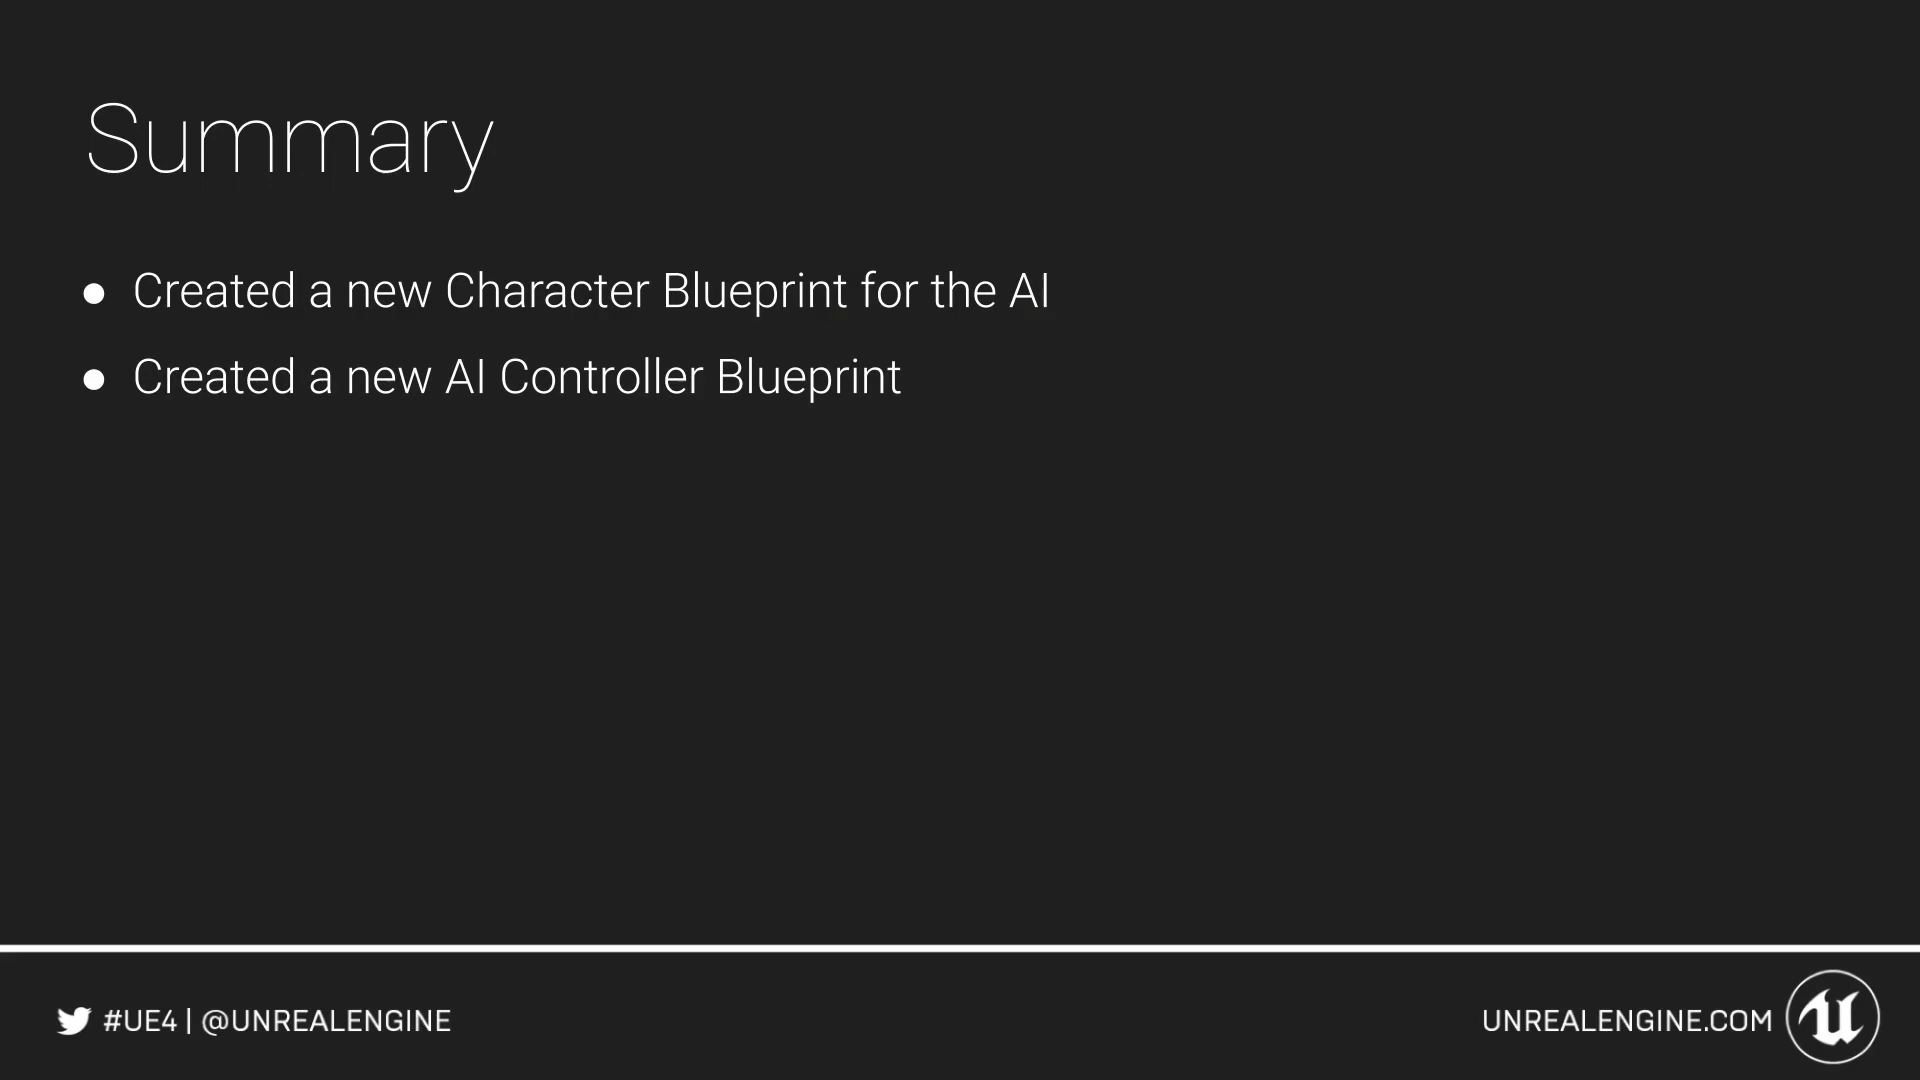 Summary
● Created a new Character Blueprint for the AI
● Created a new AI Controller Blueprint
#UE4 | @UNREALENGINE
UNREALENGINE.COM